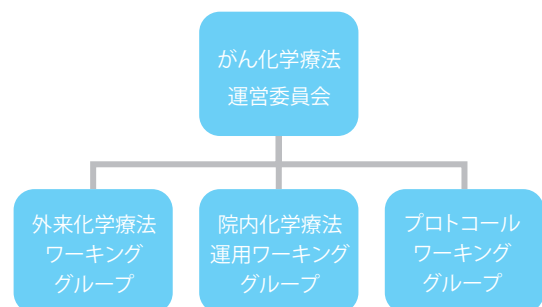 がん化学療法
運営委員会
外来化学療法
ワーキング
グループ
院内化学療法
運用ワーキング
グループ
プロトコール
ワーキング
グループ